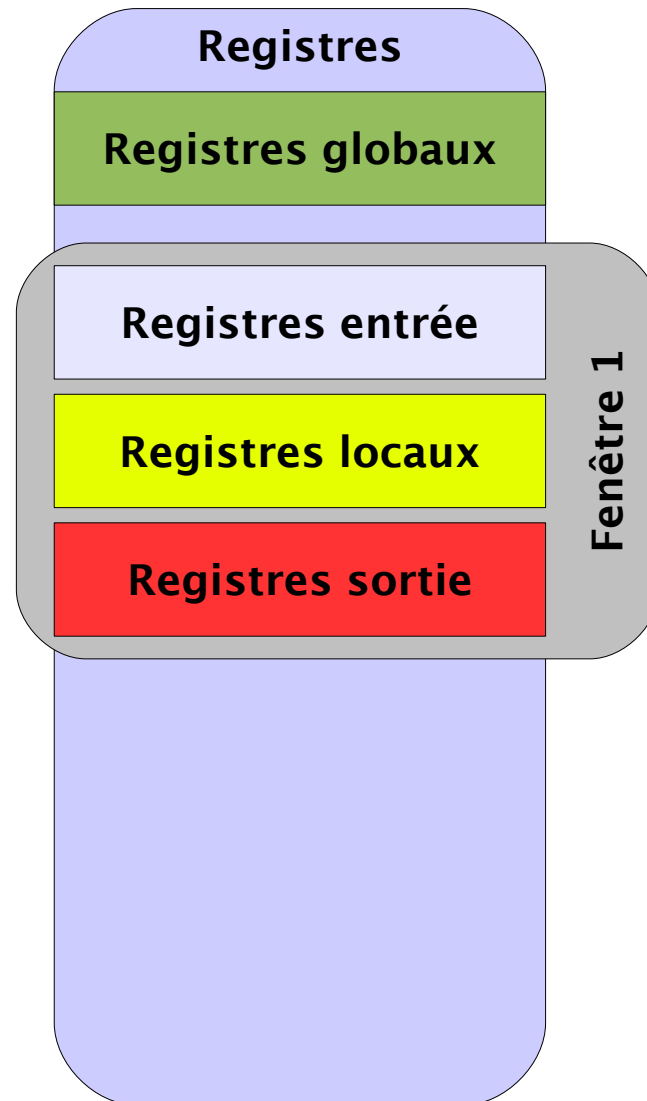 Registres
Registres globaux
Registres entrée
Registres locaux
Registres sortie
Fenêtre 1